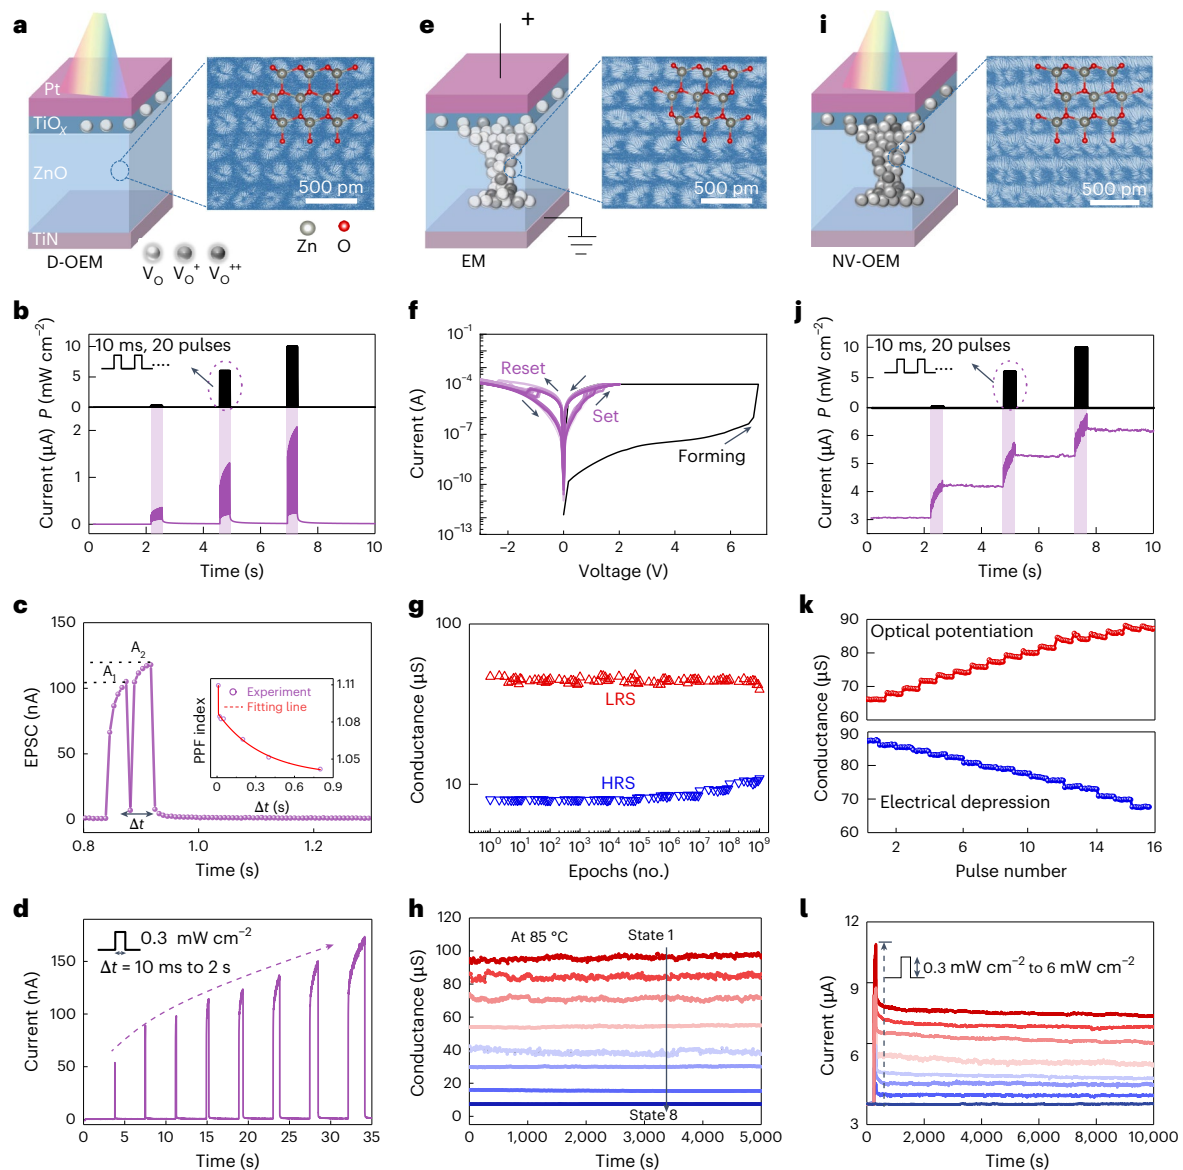 a
Pt
TiOₓ
ZnO
TiN
500 pm
Zn O
D-OEM
V_O V_O⁺ V_O⁺⁺
e
+
500 pm
EM
i
500 pm
NV-OEM
b
10 ms, 20 pulses
P (mW cm⁻²)
10
5
0
Current (μA)
2
1
0
0 2 4 6 8 10
Time (s)
f
Current (A)
10⁻¹
10⁻⁴
10⁻⁷
10⁻¹⁰
10⁻¹³
Reset
Set
Forming
−2 0 2 4 6
Voltage (V)
j
10 ms, 20 pulses
P (mW cm⁻²)
10
5
0
Current (μA)
6
5
4
3
0 2 4 6 8 10
Time (s)
c
EPSC (nA)
150
100
50
0
A₁
A₂
Δt
PPF index
Experiment
Fitting line
1.11
1.08
1.05
0 0.3 0.6 0.9
Δt (s)
0.8 1.0 1.2
Time (s)
g
Conductance (μS)
100
10
LRS
HRS
10⁰ 10¹ 10² 10³ 10⁴ 10⁵ 10⁶ 10⁷ 10⁸ 10⁹
Epochs (no.)
k
Conductance (μS)
90
80
70
60
Optical potentiation
90
80
70
60
Electrical depression
2 6 10 14 16
Pulse number
d
Current (nA)
150
100
50
0
0.3 mW cm⁻²
Δt = 10 ms to 2 s
0 5 10 15 20 25 30 35
Time (s)
h
Conductance (μS)
120
100
80
60
40
20
0
At 85 °C
State 1
State 8
0 1,000 2,000 3,000 4,000 5,000
Time (s)
l
Current (μA)
12
9
6
3
0.3 mW cm⁻² to 6 mW cm⁻²
0 2,000 4,000 6,000 8,000 10,000
Time (s)